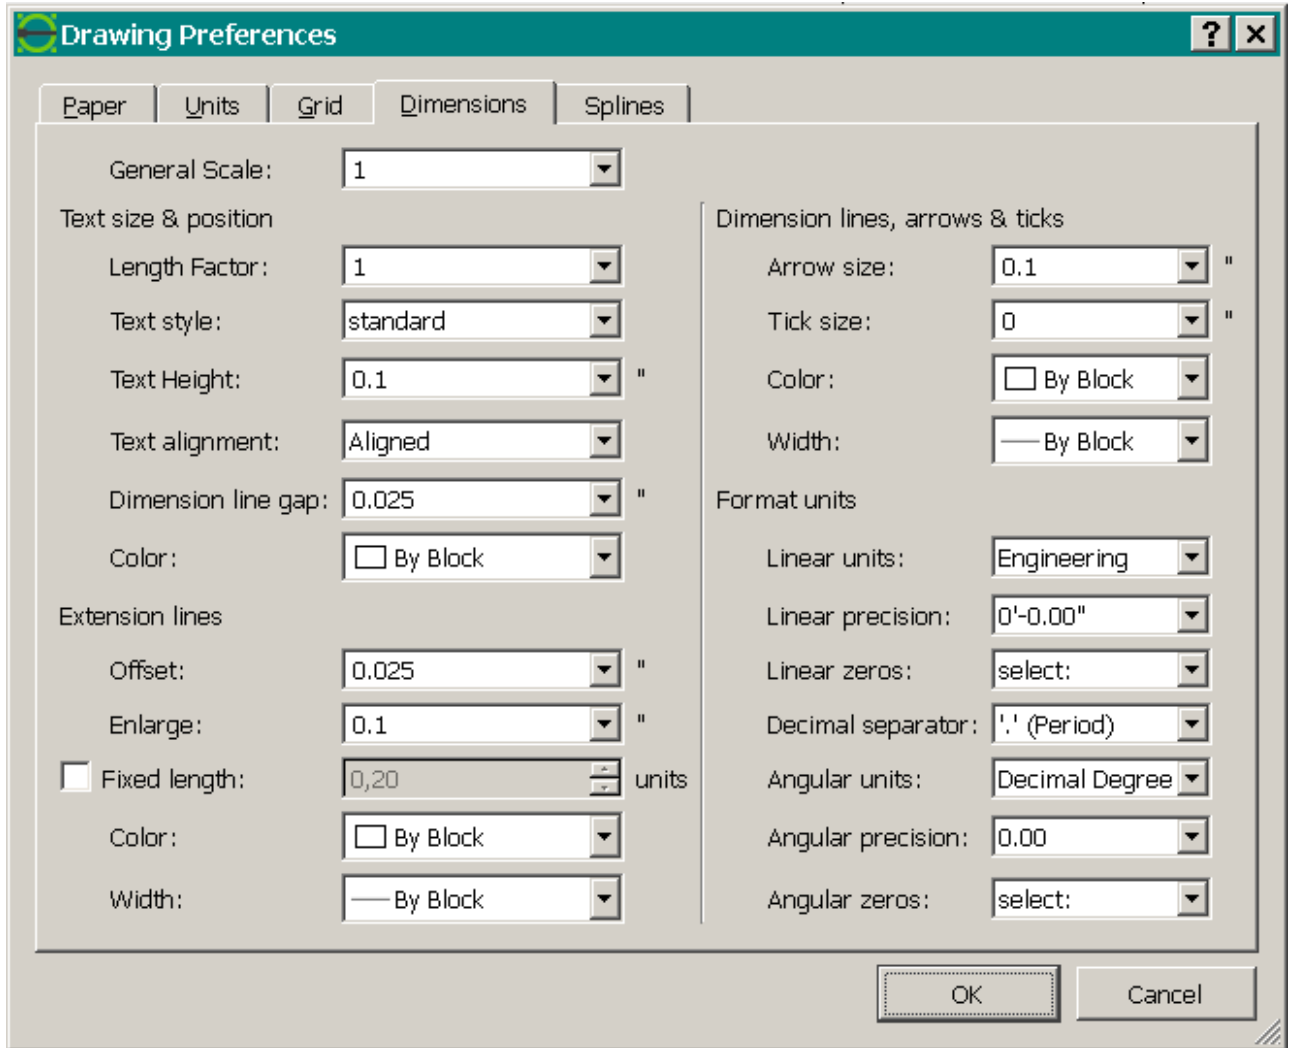 Drawing Preferences
Paper Units Grid Dimensions Splines
General Scale: 1
Text size & position
Length Factor: 1
Text style: standard
Text Height: 0.1 "
Text alignment: Aligned
Dimension line gap: 0.025 "
Color: By Block
Extension lines
Offset: 0.025 "
Enlarge: 0.1 "
Fixed length: 0,20 units
Color: By Block
Width: By Block
Dimension lines, arrows & ticks
Arrow size: 0.1 "
Tick size: 0 "
Color: By Block
Width: By Block
Format units
Linear units: Engineering
Linear precision: 0'-0.00"
Linear zeros: select:
Decimal separator: '.' (Period)
Angular units: Decimal Degree
Angular precision: 0.00
Angular zeros: select:
OK Cancel